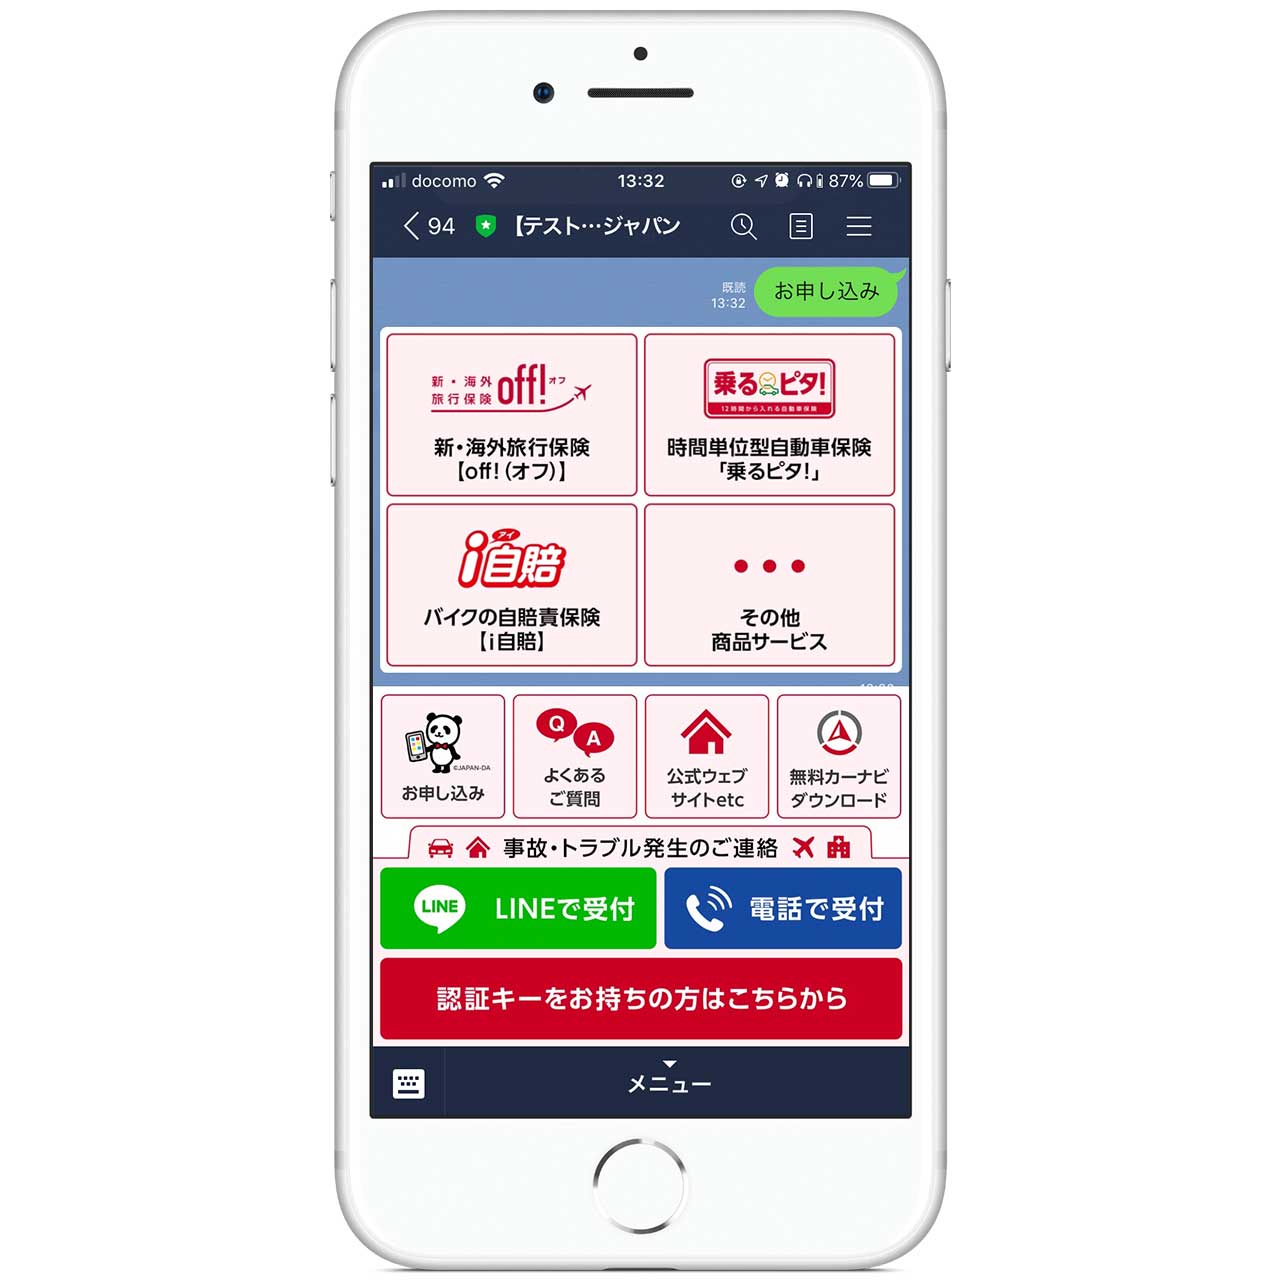 docomo 13:32 87%
94 【テスト…ジャパン
お申し込み
既読
13:32
新・海外
旅行保険 off! オフ
新・海外旅行保険
【off!(オフ)】
乗るピタ!
12時間から入れる自動車保険
時間単位型自動車保険
「乗るピタ!」
アイ
i自賠
バイクの自賠責保険
【i自賠】
その他
商品サービス
©JAPAN-DA
お申し込み
Q A
よくある
ご質問
公式ウェブ
サイトetc
無料カーナビ
ダウンロード
事故・トラブル発生のご連絡
LINE LINEで受付
電話で受付
認証キーをお持ちの方はこちらから
メニュー